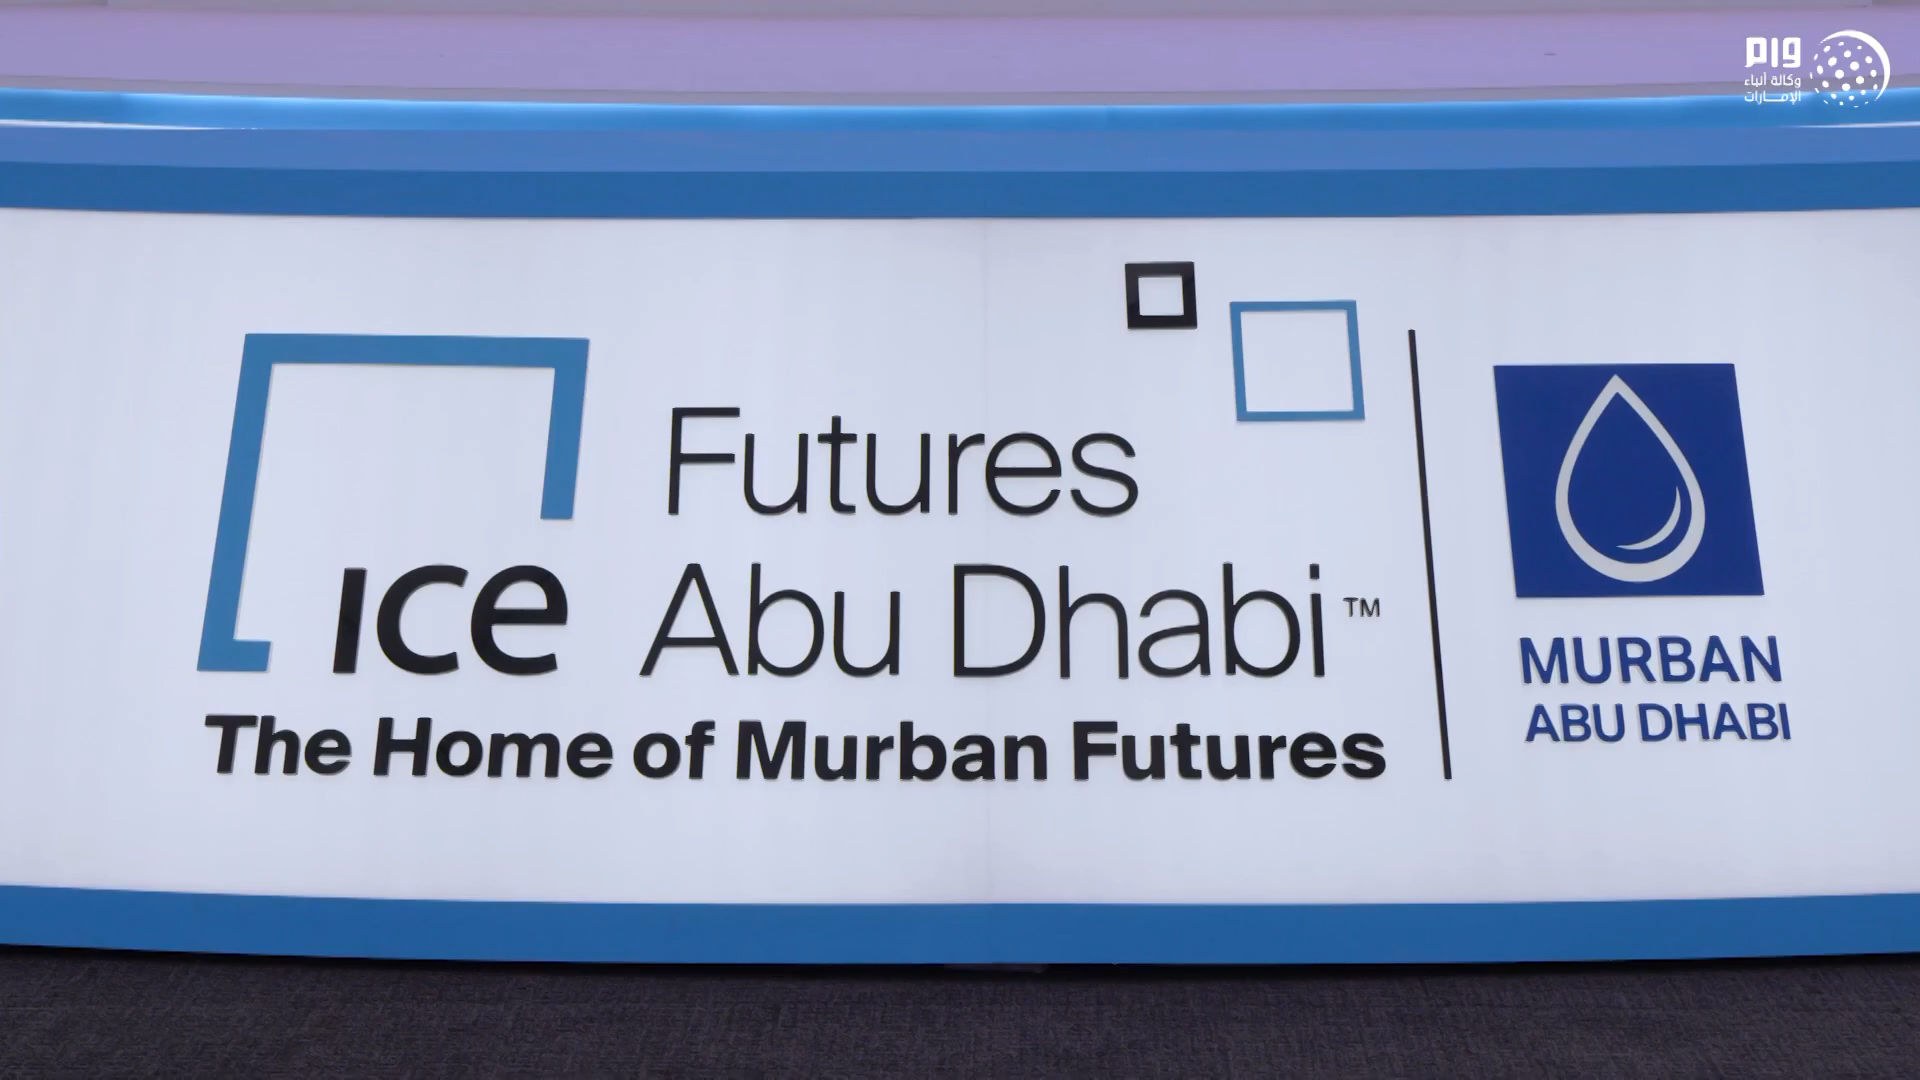 وام
وكالة أنباء
الإمارات
Futures
ice Abu Dhabi™
The Home of Murban Futures
MURBAN
ABU DHABI